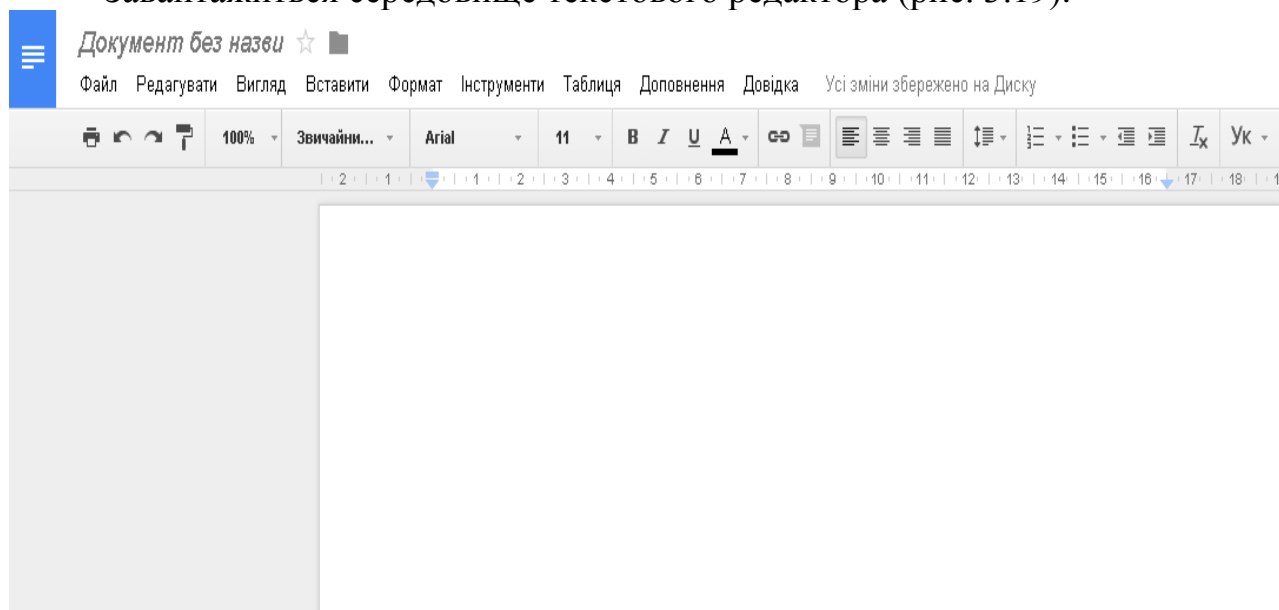 Завантажиться середовище текстового редактора (рис. 3.19).
Документ без назви
Файл Редагувати Вигляд Вставити Формат Інструменти Таблиця Доповнення Довідка Усі зміни збережено на Диску
100% Звичайни... Arial 11 B I U A Ук
2 1 1 2 3 4 5 6 7 8 9 10 11 12 13 14 15 16 17 18